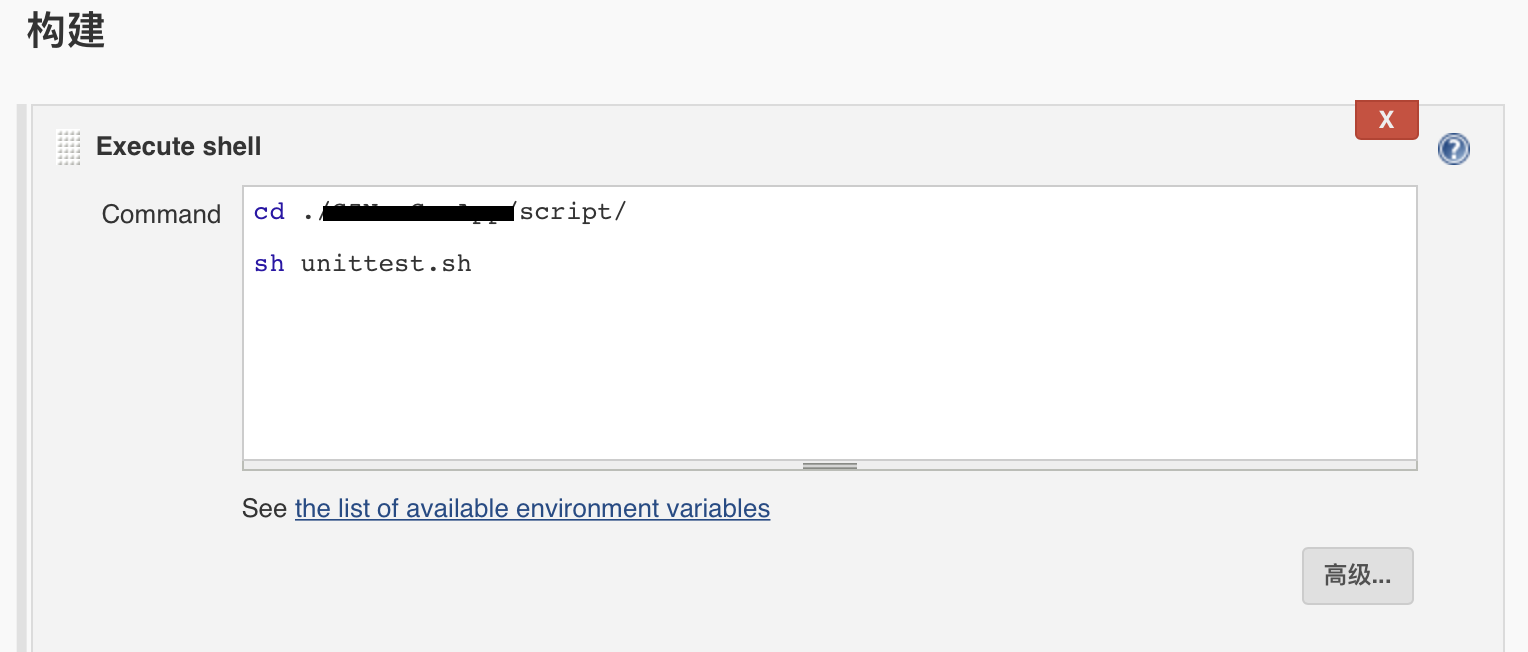 构建
X
Execute shell
Command
cd ./ /script/
sh unittest.sh
See the list of available environment variables
高级...